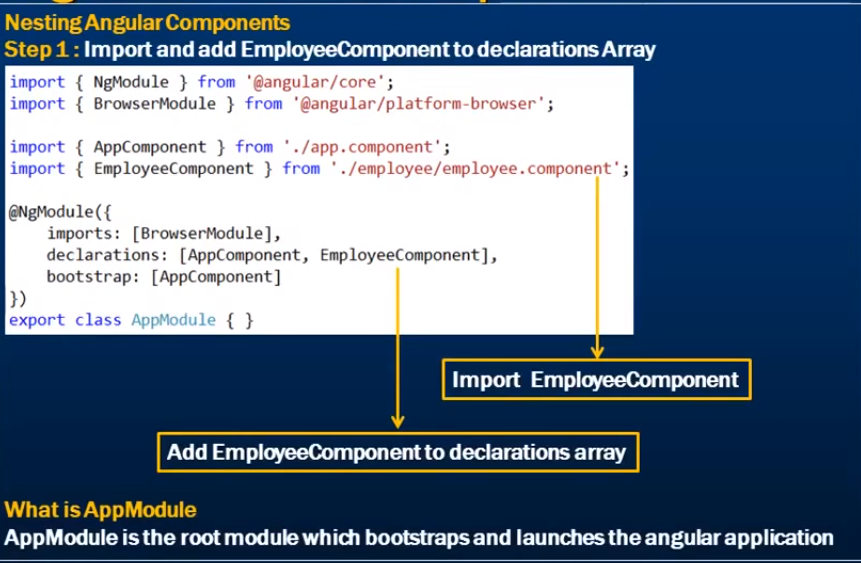 Nesting Angular Components
Step 1 : Import and add EmployeeComponent to declarations Array
import { NgModule } from '@angular/core';
import { BrowserModule } from '@angular/platform-browser';
import { AppComponent } from './app.component';
import { EmployeeComponent } from './employee/employee.component';
@NgModule({
    imports: [BrowserModule],
    declarations: [AppComponent, EmployeeComponent],
    bootstrap: [AppComponent]
})
export class AppModule { }
Import EmployeeComponent
Add EmployeeComponent to declarations array
What is AppModule
AppModule is the root module which bootstraps and launches the angular application